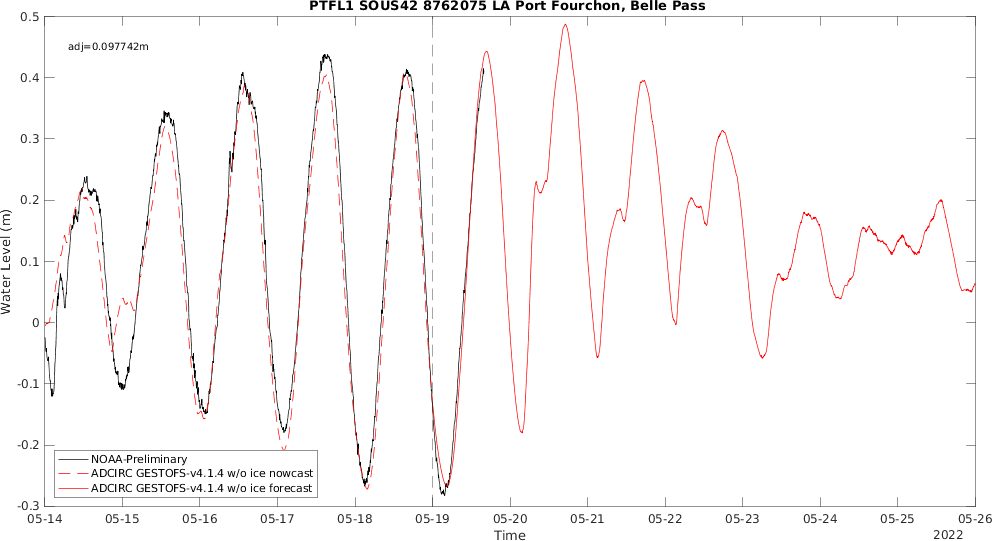 PTFL1 SOUS42 8762075 LA Port Fourchon, Belle Pass
adj=0.097742m
0.5
0.4
0.3
0.2
0.1
0
-0.1
-0.2
-0.3
Water Level (m)
NOAA-Preliminary
ADCIRC GESTOFS-v4.1.4 w/o ice nowcast
ADCIRC GESTOFS-v4.1.4 w/o ice forecast
05-14 05-15 05-16 05-17 05-18 05-19 05-20 05-21 05-22 05-23 05-24 05-25 05-26
Time
2022